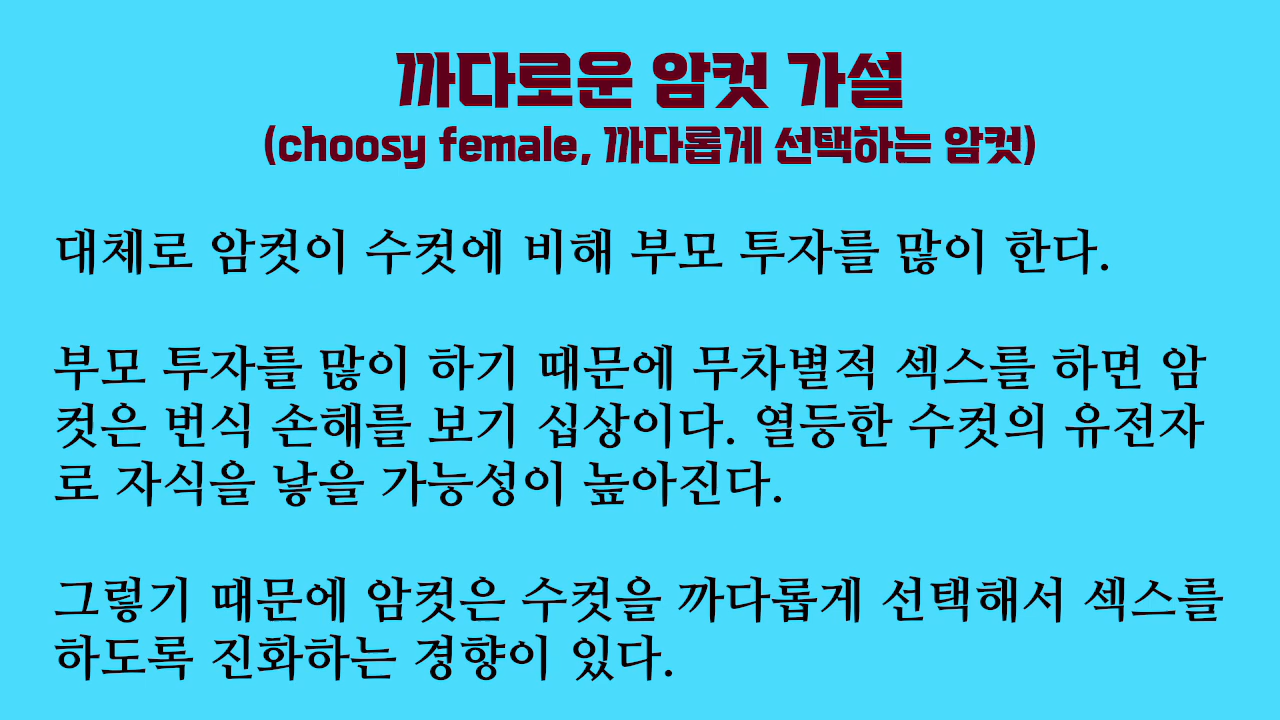 까다로운 암컷 가설
(choosy female, 까다롭게 선택하는 암컷)
대체로 암컷이 수컷에 비해 부모 투자를 많이 한다.
부모 투자를 많이 하기 때문에 무차별적 섹스를 하면 암
컷은 번식 손해를 보기 십상이다. 열등한 수컷의 유전자
로 자식을 낳을 가능성이 높아진다.
그렇기 때문에 암컷은 수컷을 까다롭게 선택해서 섹스를
하도록 진화하는 경향이 있다.